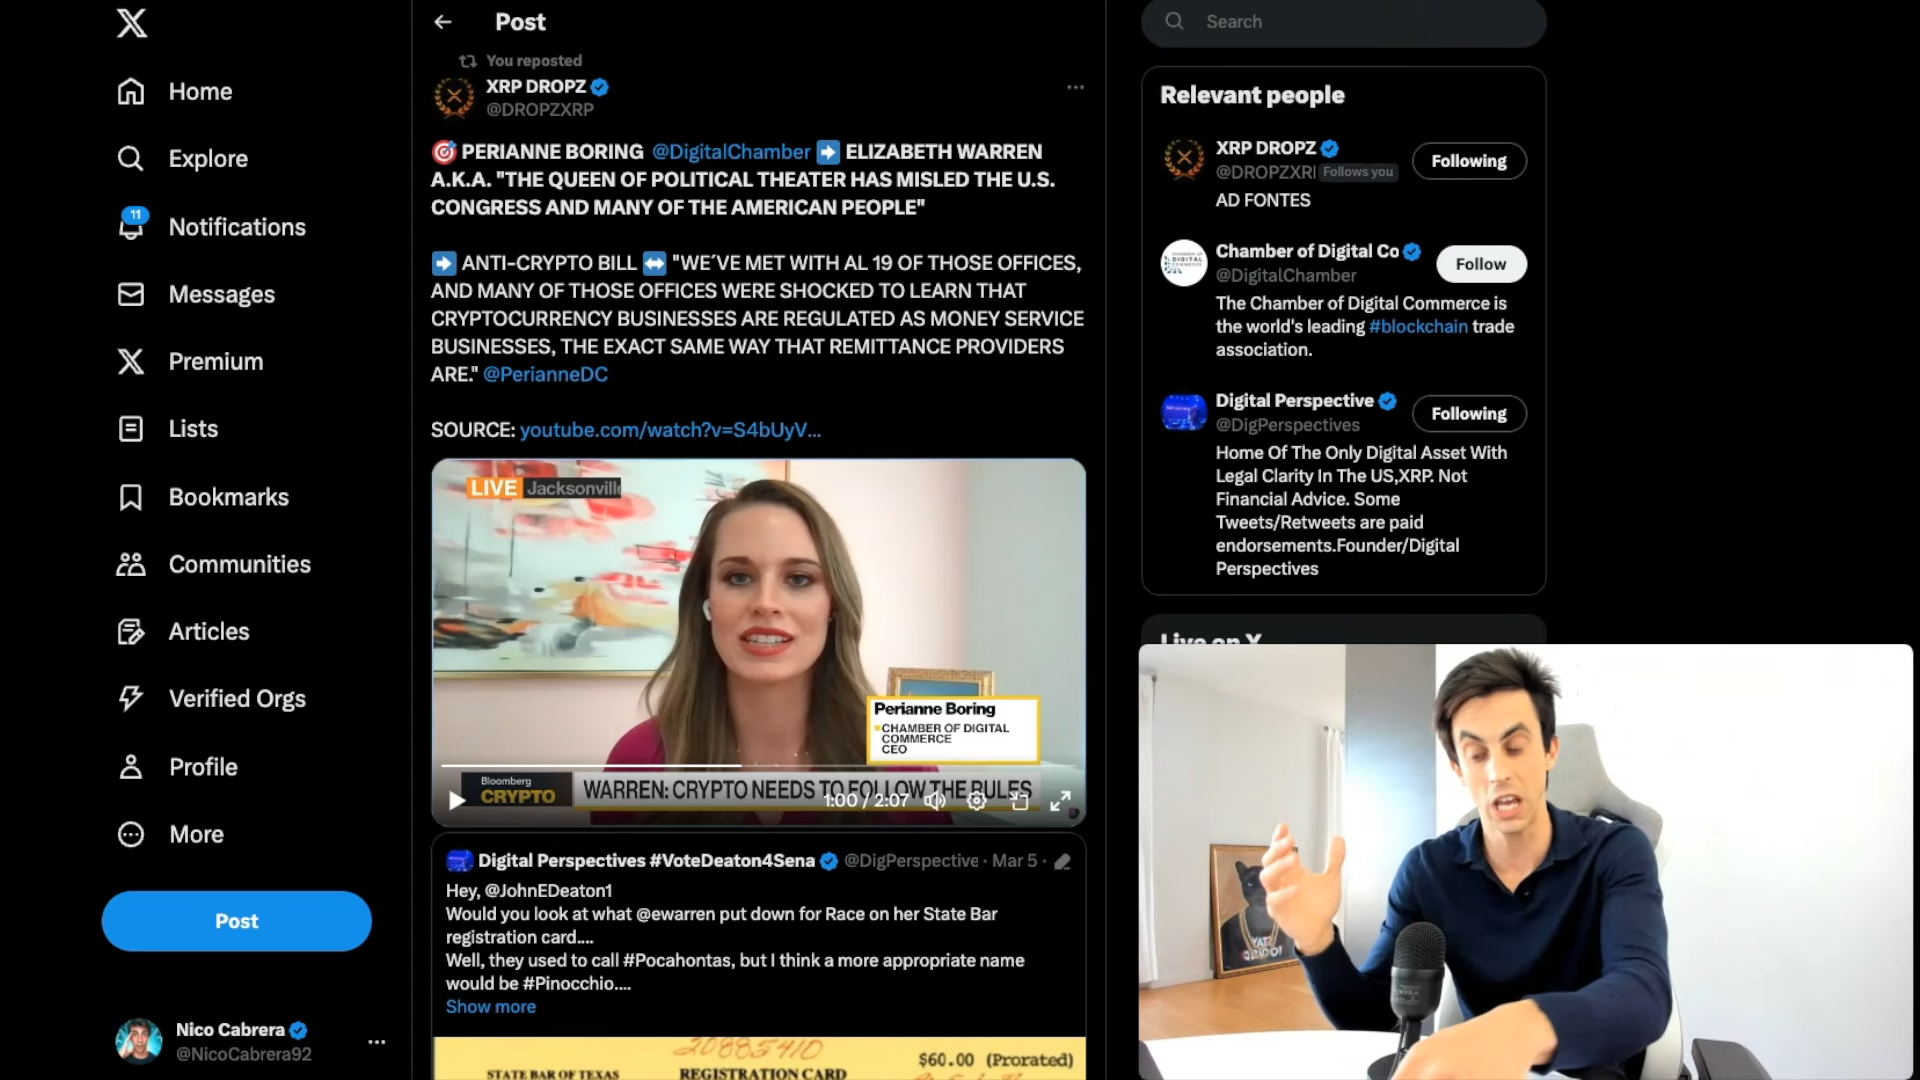 Home
Explore
11
Notifications
Messages
Premium
Lists
Bookmarks
Communities
Articles
Verified Orgs
Profile
More
Post
Nico Cabrera
@NicoCabrera92
Post
You reposted
XRP DROPZ
@DROPZXRP
PERIANNE BORING @DigitalChamber ELIZABETH WARREN
A.K.A. "THE QUEEN OF POLITICAL THEATER HAS MISLED THE U.S.
CONGRESS AND MANY OF THE AMERICAN PEOPLE"
ANTI-CRYPTO BILL "WE´VE MET WITH AL 19 OF THOSE OFFICES,
AND MANY OF THOSE OFFICES WERE SHOCKED TO LEARN THAT
CRYPTOCURRENCY BUSINESSES ARE REGULATED AS MONEY SERVICE
BUSINESSES, THE EXACT SAME WAY THAT REMITTANCE PROVIDERS
ARE." @PerianneDC
SOURCE: youtube.com/watch?v=S4bUyV...
LIVE Jacksonville
Perianne Boring
CHAMBER OF DIGITAL
COMMERCE
CEO
Bloomberg
CRYPTO
WARREN: CRYPTO NEEDS TO FOLLOW THE RULES
1:00 / 2:07
Digital Perspectives #VoteDeaton4Sena @DigPerspective · Mar 5 ·
Hey, @JohnEDeaton1
Would you look at what @ewarren put down for Race on her State Bar
registration card....
Well, they used to call #Pocahontas, but I think a more appropriate name
would be #Pinocchio....
Show more
20885410
$60.00 (Prorated)
STATE BAR OF TEXAS
REGISTRATION CARD
Search
Relevant people
XRP DROPZ
@DROPZXRI Follows you
Following
AD FONTES
Chamber of Digital Co
@DigitalChamber
Follow
The Chamber of Digital Commerce is
the world's leading #blockchain trade
association.
Digital Perspective
@DigPerspectives
Following
Home Of The Only Digital Asset With
Legal Clarity In The US,XRP. Not
Financial Advice. Some
Tweets/Retweets are paid
endorsements.Founder/Digital
Perspectives
Live on X